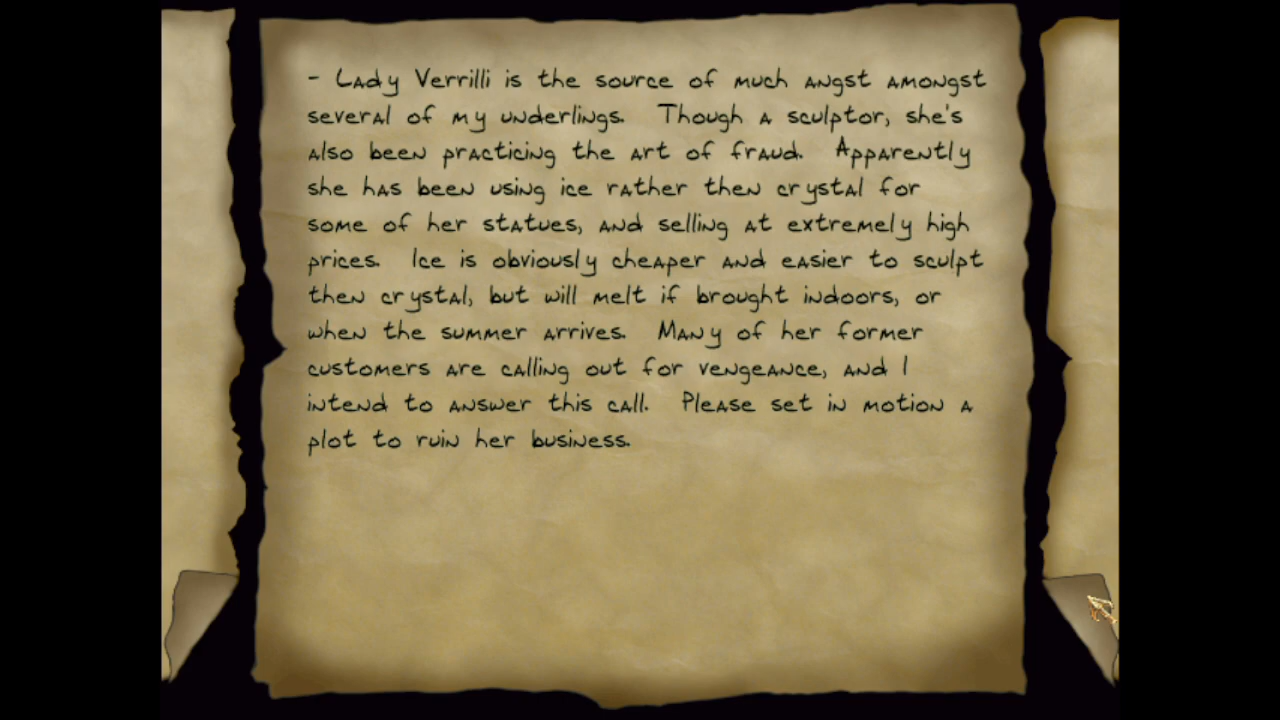 - Lady Verrilli is the source of much angst amongst
several of my underlings.  Though a sculptor, she's
also been practicing the art of fraud.  Apparently
she has been using ice rather then crystal for
some of her statues, and selling at extremely high
prices.  Ice is obviously cheaper and easier to sculpt
then crystal, but will melt if brought indoors, or
when the summer arrives.  Many of her former
customers are calling out for vengeance, and I
intend to answer this call.  Please set in motion a
plot to ruin her business.